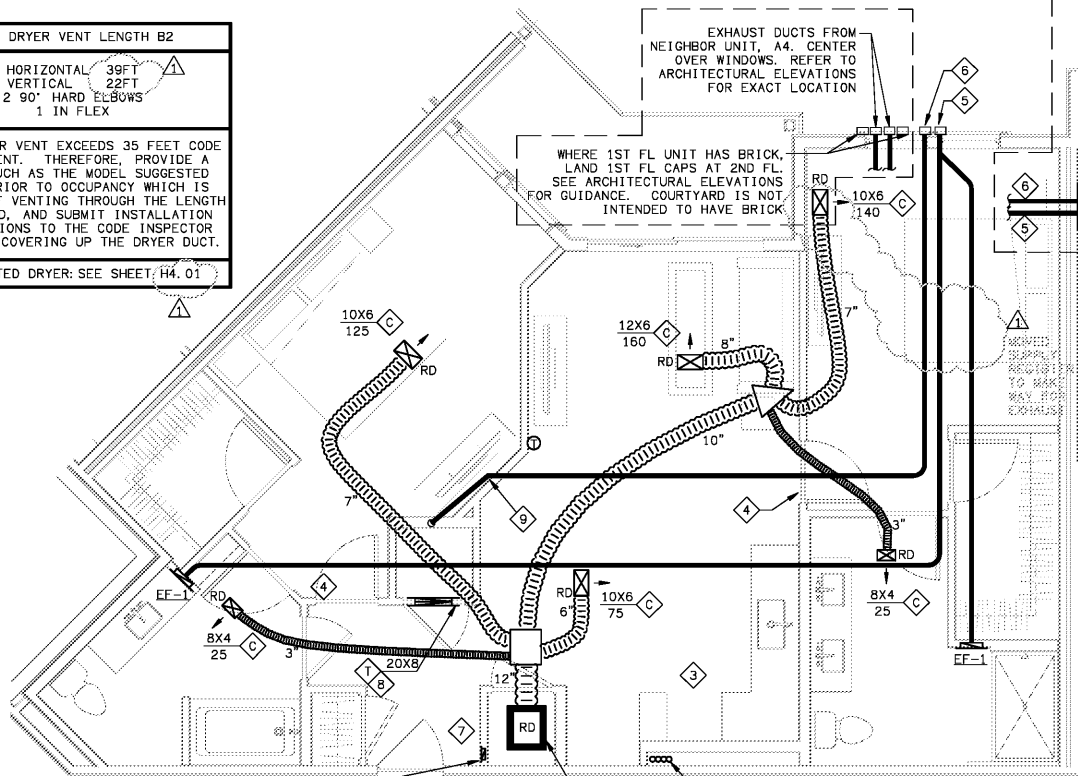 DRYER VENT LENGTH B2
HORIZONTAL 39FT
1
VERTICAL 22FT
2 90° HARD ELBOWS
1 IN FLEX
R VENT EXCEEDS 35 FEET CODE
ENT. THEREFORE, PROVIDE A
UCH AS THE MODEL SUGGESTED
RIOR TO OCCUPANCY WHICH IS
T VENTING THROUGH THE LENGTH
D, AND SUBMIT INSTALLATION
IONS TO THE CODE INSPECTOR
COVERING UP THE DRYER DUCT.
TED DRYER: SEE SHEET H4.01
1
EXHAUST DUCTS FROM
NEIGHBOR UNIT, A4. CENTER
OVER WINDOWS. REFER TO
ARCHITECTURAL ELEVATIONS
FOR EXACT LOCATION
6
5
WHERE 1ST FL UNIT HAS BRICK,
LAND 1ST FL CAPS AT 2ND FL.
SEE ARCHITECTURAL ELEVATIONS
FOR GUIDANCE. COURTYARD IS NOT
INTENDED TO HAVE BRICK
RD
10X6
140
C
6
5
7"
1
MOVED
SUPPLY
REGISTER
TO MAKE
WAY FOR
EXHAUST
10X6
125
C
RD
12X6
160
C
RD
8"
10"
T
7"
9
4
3"
RD
8X4
25
C
EF-1
4
RD
8X4
25
C
3"
RD
6"
10X6
75
C
20X8
T
8
12"
RD
7
3
EF-1